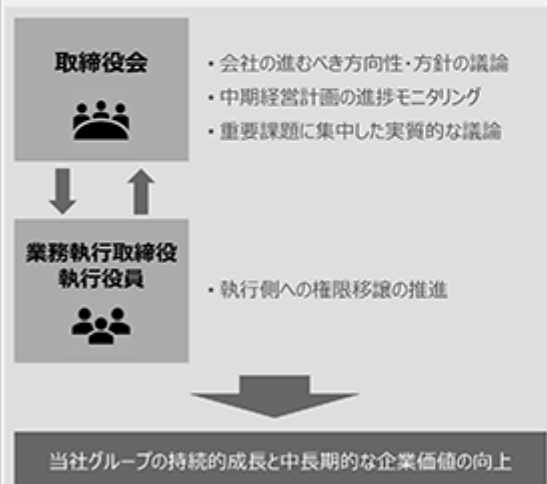 取締役会
・会社の進むべき方向性・方針の議論
・中期経営計画の進捗モニタリング
・重要課題に集中した実質的な議論
業務執行取締役
執行役員
・執行側への権限移譲の推進
当社グループの持続的成長と中長期的な企業価値の向上